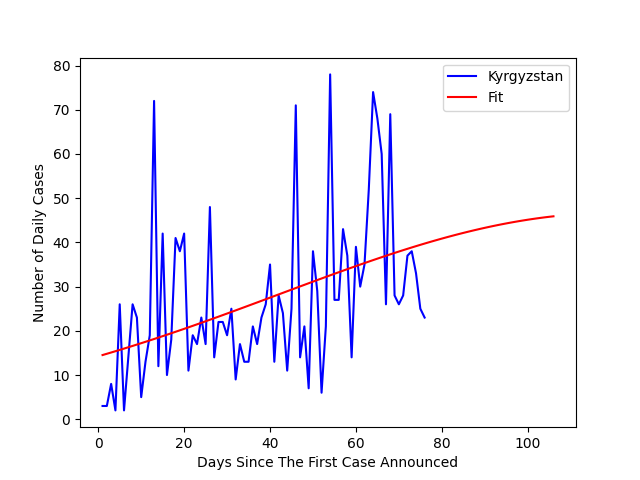 Kyrgyzstan
Fit
Number of Daily Cases
80
70
60
50
40
30
20
10
0
0 20 40 60 80 100
Days Since The First Case Announced